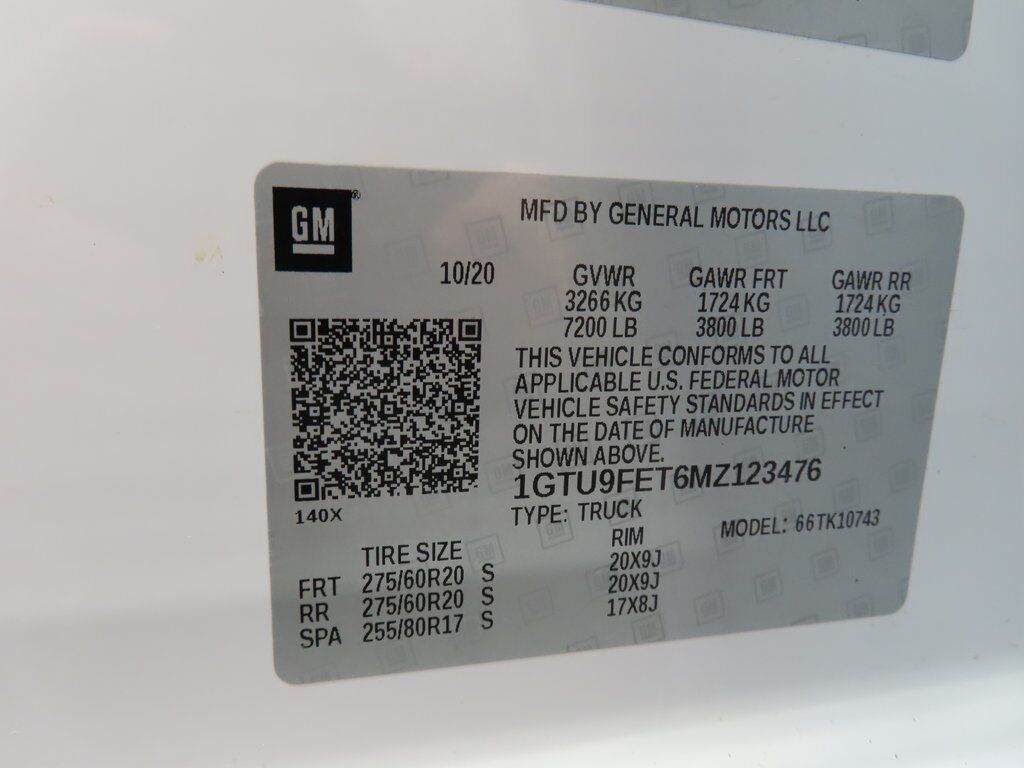 GM®
MFD BY GENERAL MOTORS LLC
10/20 GVWR GAWR FRT GAWR RR
3266 KG 1724 KG 1724 KG
7200 LB 3800 LB 3800 LB
THIS VEHICLE CONFORMS TO ALL
APPLICABLE U.S. FEDERAL MOTOR
VEHICLE SAFETY STANDARDS IN EFFECT
ON THE DATE OF MANUFACTURE
SHOWN ABOVE.
1GTU9FET6MZ123476
140X
TYPE: TRUCK MODEL: 66TK10743
TIRE SIZE RIM
FRT 275/60R20 S 20X9J
RR 275/60R20 S 20X9J
SPA 255/80R17 S 17X8J